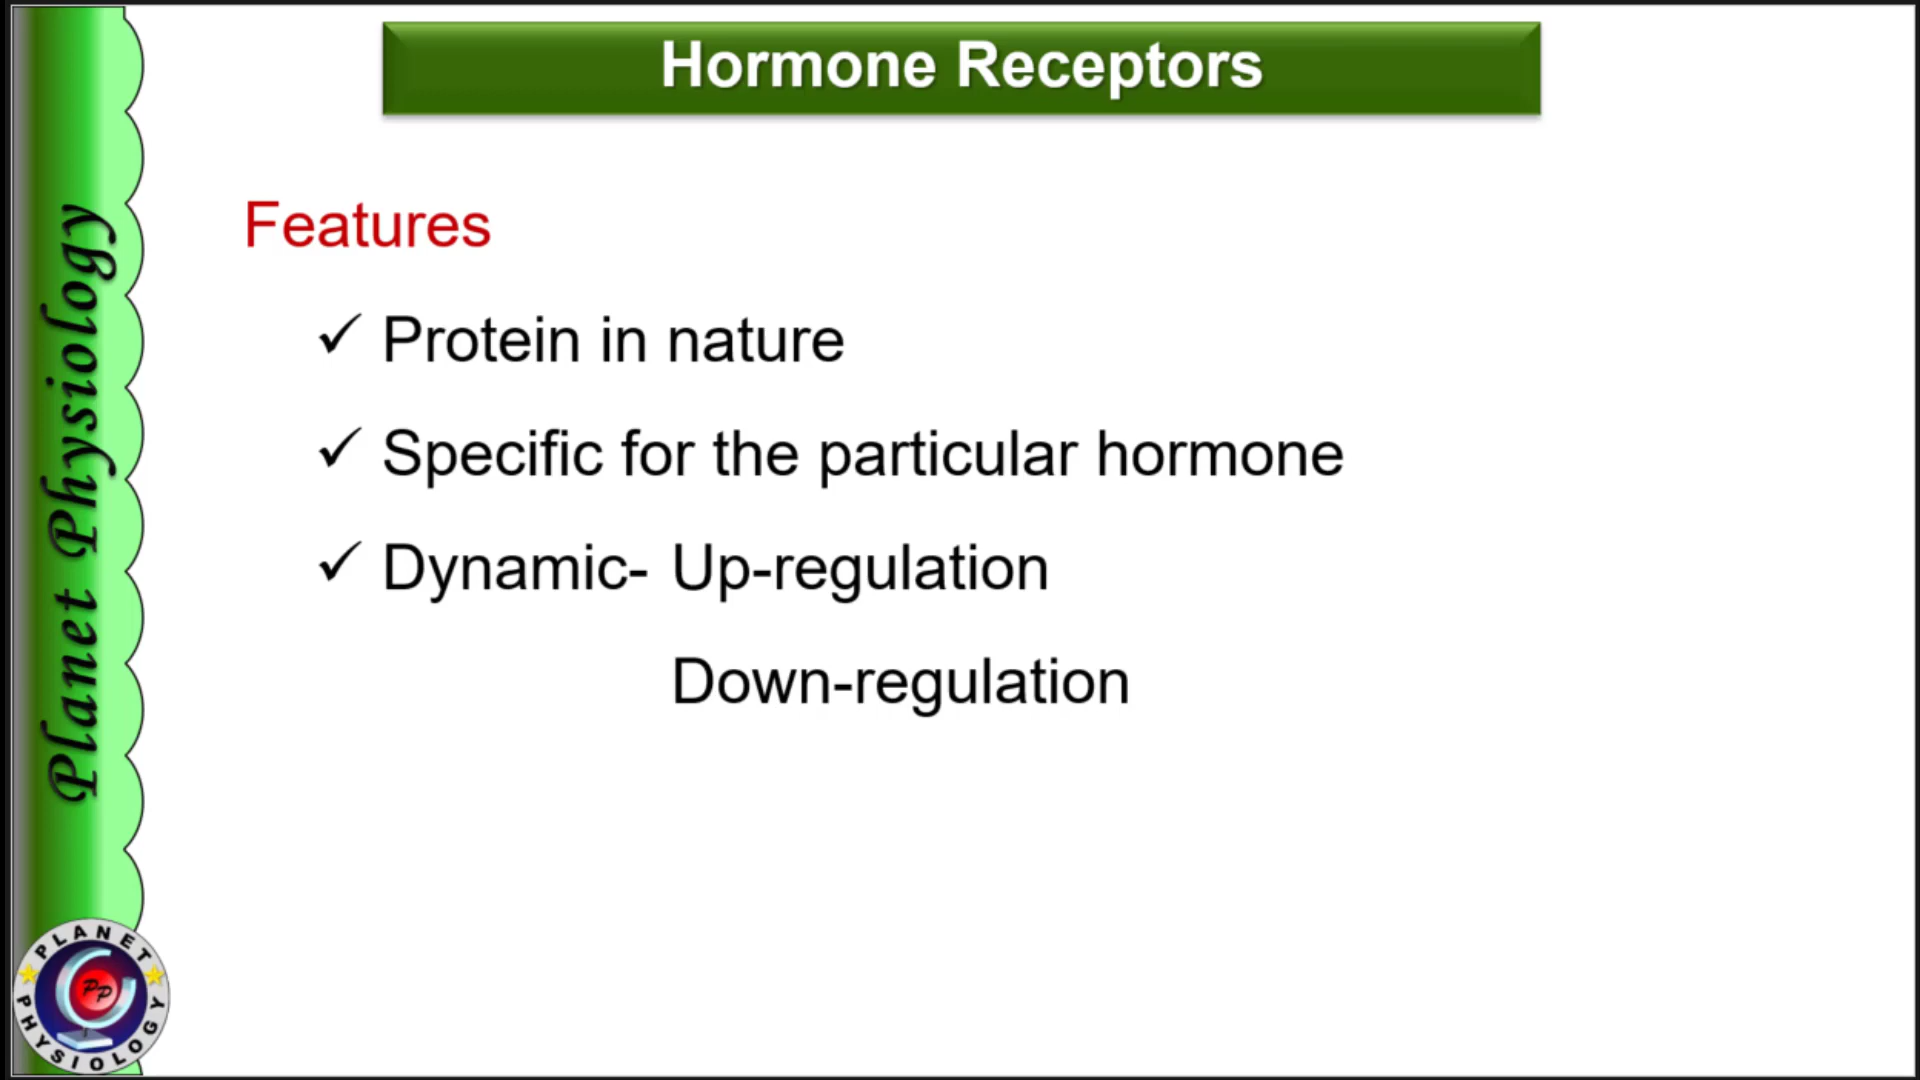 Hormone Receptors
Features
✓ Protein in nature
✓ Specific for the particular hormone
✓ Dynamic- Up-regulation
Down-regulation
Planet Physiology
PLANET
PP
PHYSIOLOGY